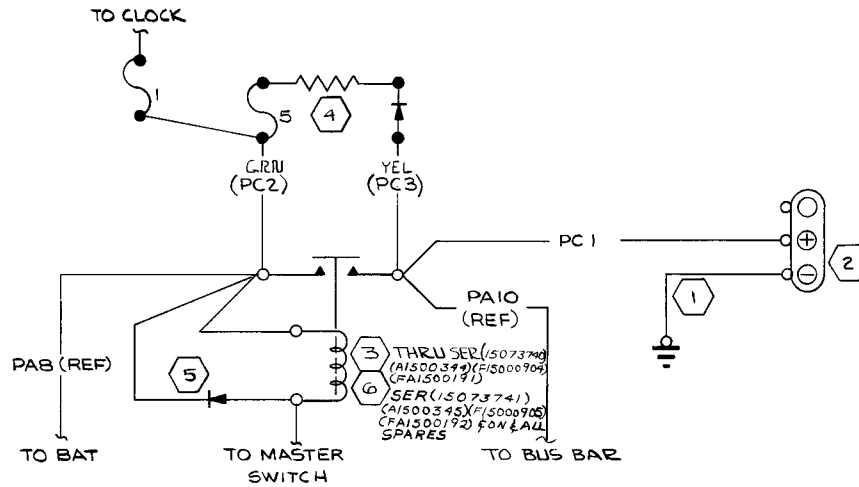 TO CLOCK
1
5
4
GRN
(PC2)
YEL
(PC3)
PC1
+
-
2
1
PA10
(REF)
PA8 (REF)
5
3 THRU SER (15073740)
(A1500344)(F15000904)
(FA1500191)
6 SER (15073741)
(A1500345)(F15000905)
(FA1500192) & ON & ALL
SPARES
TO BAT
TO MASTER
SWITCH
TO BUS BAR